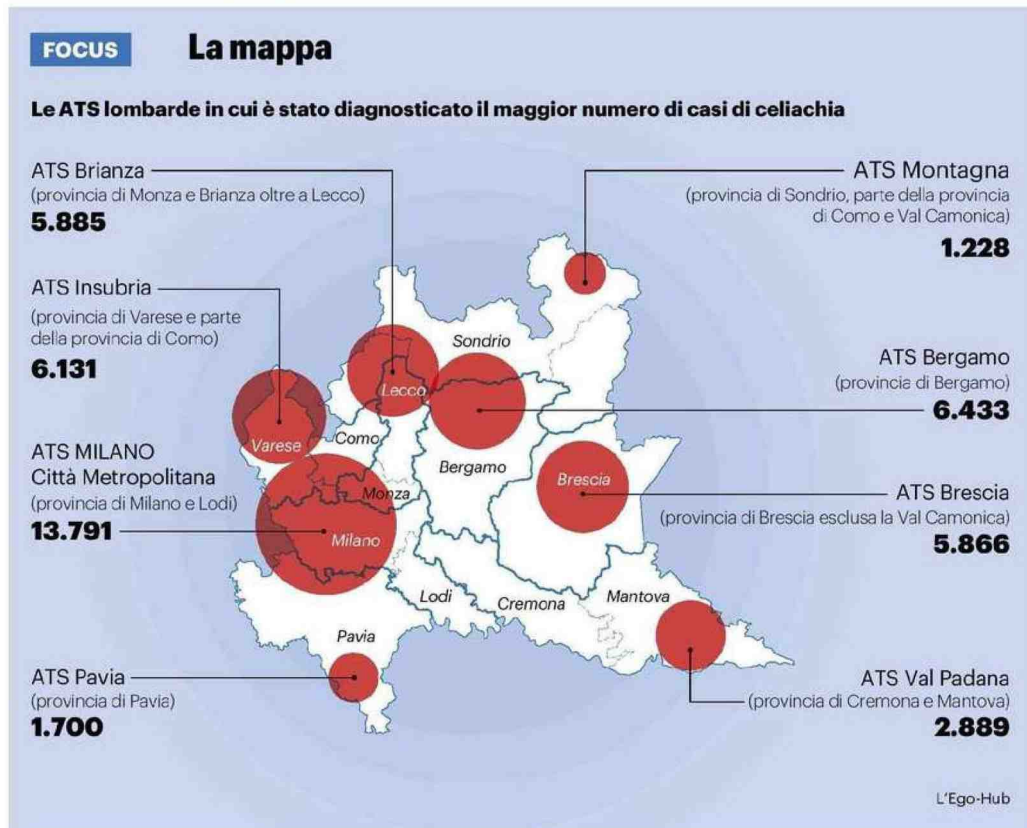 FOCUS
La mappa
Le ATS lombarde in cui è stato diagnosticato il maggior numero di casi di celiachia
ATS Brianza
(provincia di Monza e Brianza oltre a Lecco)
5.885
ATS Insubria
(provincia di Varese e parte
della provincia di Como)
6.131
ATS MILANO
Città Metropolitana
(provincia di Milano e Lodi)
13.791
ATS Pavia
(provincia di Pavia)
1.700
ATS Montagna
(provincia di Sondrio, parte della provincia
di Como e Val Camonica)
1.228
ATS Bergamo
(provincia di Bergamo)
6.433
ATS Brescia
(provincia di Brescia esclusa la Val Camonica)
5.866
ATS Val Padana
(provincia di Cremona e Mantova)
2.889
Sondrio
Lecco
Varese
Como
Bergamo
Brescia
Monza
Milano
Lodi
Cremona
Mantova
Pavia
L'Ego-Hub